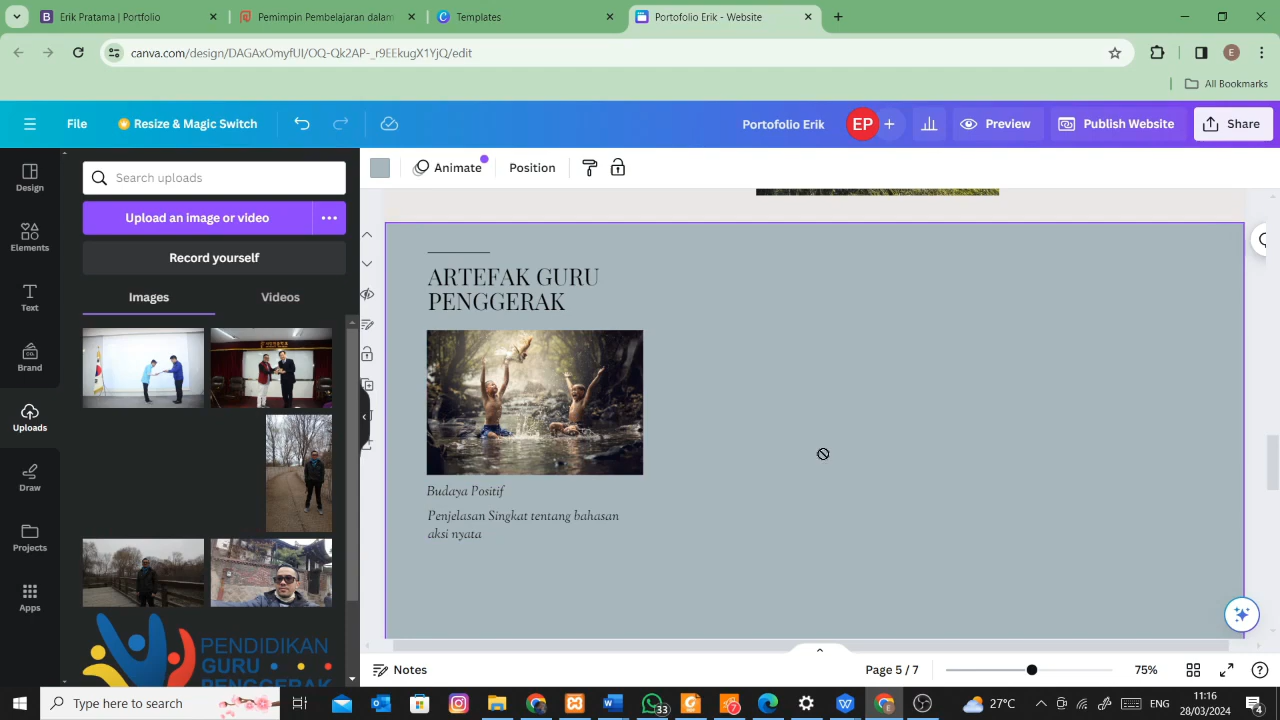 Erik Pratama | Portfolio
Pemimpin Pembelajaran dalam
Templates
Portofolio Erik - Website
canva.com/design/DAGAxOmyfUI/OQ-Qk2AP-_r9EEkugX1YjQ/edit
E
All Bookmarks
File
Resize & Magic Switch
Portofolio Erik
EP
Preview
Publish Website
Share
Design
Elements
Text
Brand
Uploads
Draw
Projects
Apps
Search uploads
Upload an image or video
Record yourself
Images
Videos
PENDIDIKAN
GURU
PENGGERAK
Animate
Position
ARTEFAK GURU
PENGGERAK
Budaya Positif
Penjelasan Singkat tentang bahasan
aksi nyata
Notes
Page 5 / 7
75%
Type here to search
33
7
27°C
ENG
11:16
28/03/2024
4